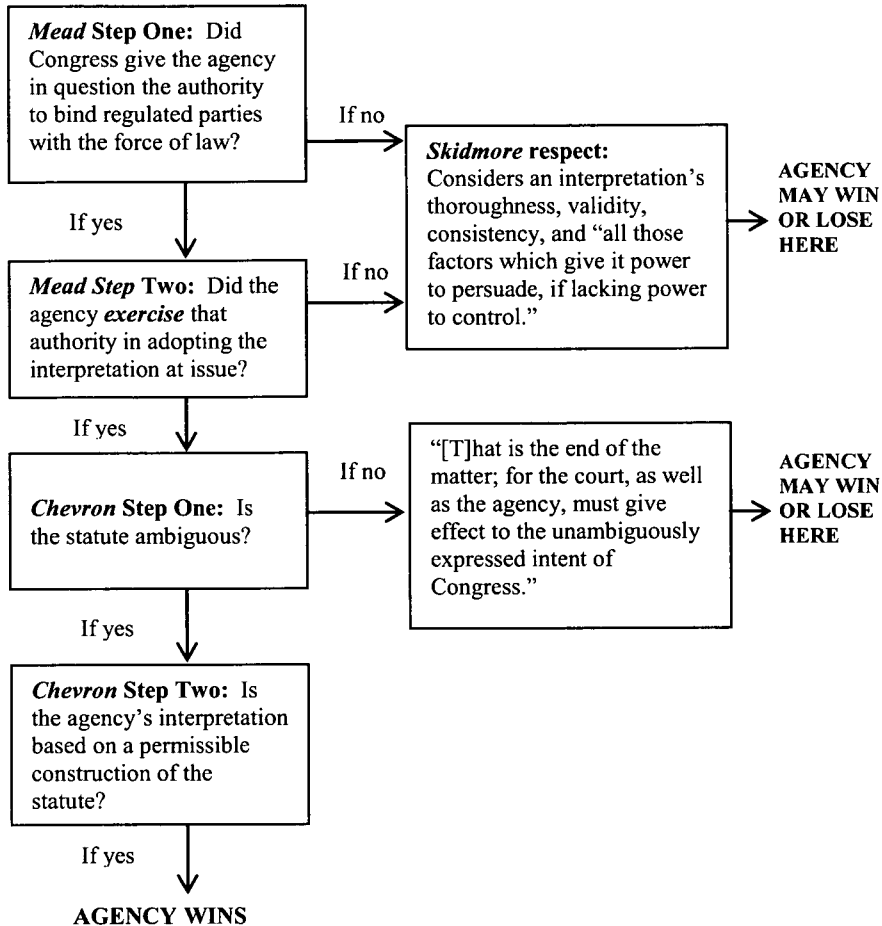 Mead Step One: Did
Congress give the agency
in question the authority
to bind regulated parties
with the force of law?
If no
Skidmore respect:
Considers an interpretation's
thoroughness, validity,
consistency, and "all those
factors which give it power
to persuade, if lacking power
to control."
AGENCY
MAY WIN
OR LOSE
HERE
If yes
Mead Step Two: Did the
agency exercise that
authority in adopting the
interpretation at issue?
If no
If yes
Chevron Step One: Is
the statute ambiguous?
If no
"[T]hat is the end of the
matter; for the court, as well
as the agency, must give
effect to the unambiguously
expressed intent of
Congress."
AGENCY
MAY WIN
OR LOSE
HERE
If yes
Chevron Step Two: Is
the agency's interpretation
based on a permissible
construction of the
statute?
If yes
AGENCY WINS